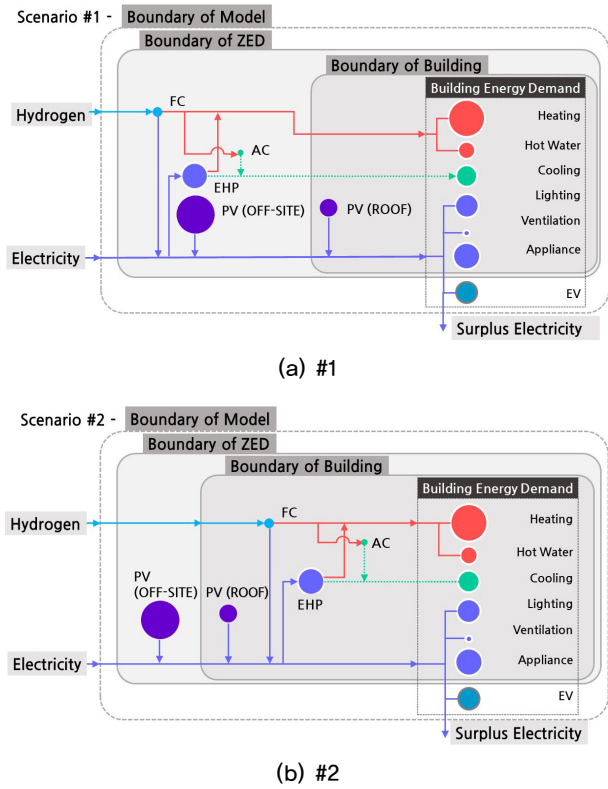 Scenario #1 - Boundary of Model
Boundary of ZED
Boundary of Building
Building Energy Demand
FC
Heating
Hydrogen
AC
Hot Water
Cooling
EHP
Lighting
PV (OFF-SITE)
PV (ROOF)
Ventilation
Electricity
Appliance
EV
Surplus Electricity
(a) #1
Scenario #2 - Boundary of Model
Boundary of ZED
Boundary of Building
Building Energy Demand
FC
Heating
Hydrogen
AC
Hot Water
PV
(OFF-SITE)
PV (ROOF)
EHP
Cooling
Lighting
Ventilation
Electricity
Appliance
EV
Surplus Electricity
(b) #2